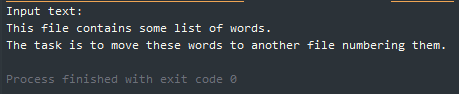 Input text:
This file contains some list of words.
The task is to move these words to another file numbering them.
Process finished with exit code 0